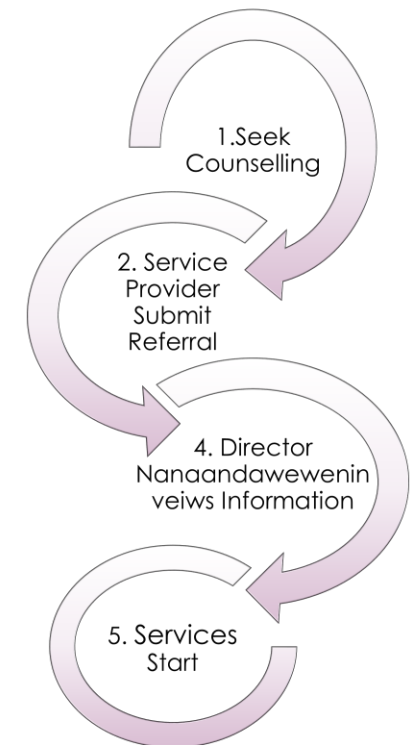 1.Seek
Counselling
2. Service
Provider
Submit
Referral
4. Director
Nanaandawewenin
veiws Information
5. Services
Start